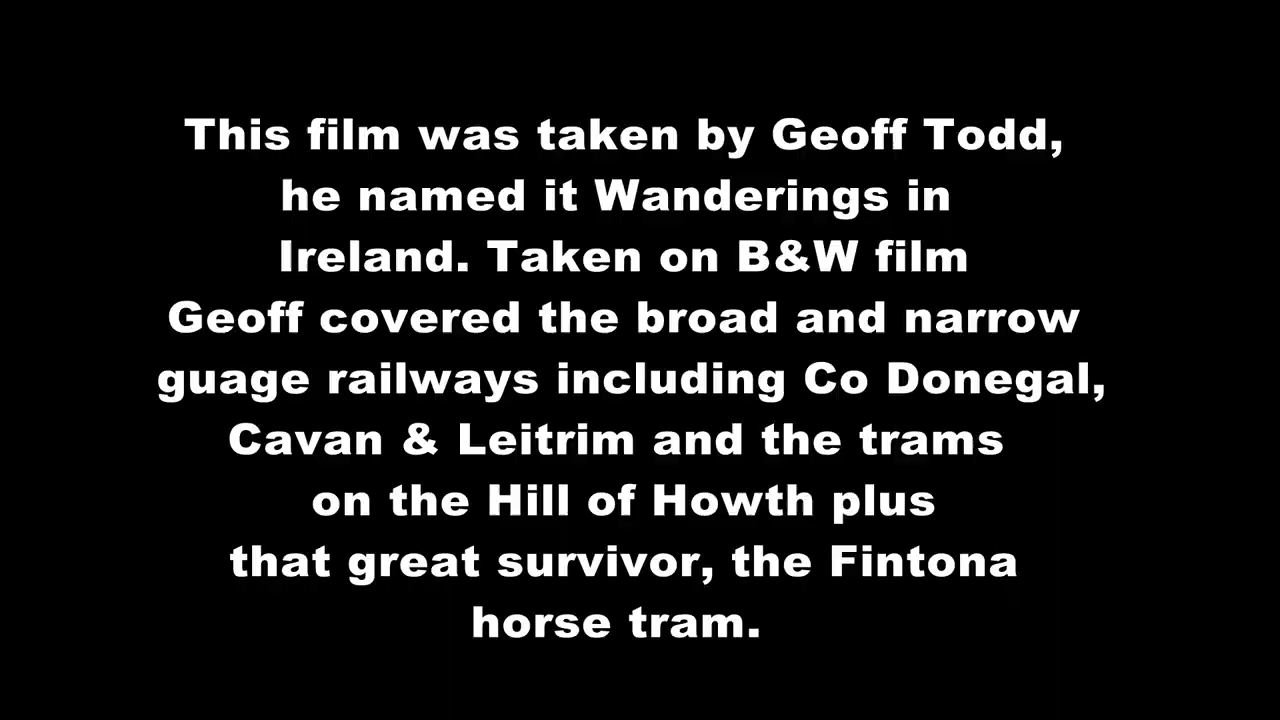 This film was taken by Geoff Todd,
he named it Wanderings in
Ireland. Taken on B&W film
Geoff covered the broad and narrow
guage railways including Co Donegal,
Cavan & Leitrim and the trams
on the Hill of Howth plus
that great survivor, the Fintona
horse tram.